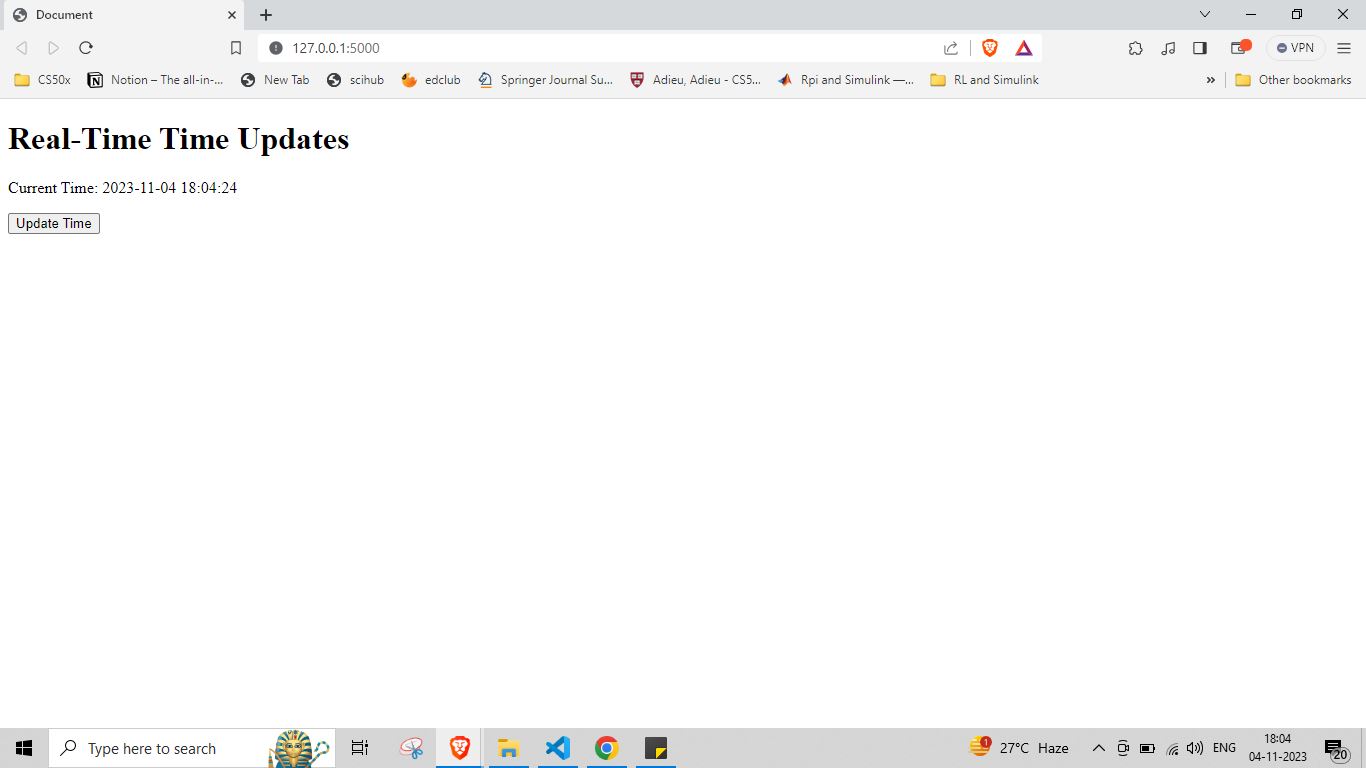 Document
127.0.0.1:5000
VPN
CS50x
Notion – The all-in-...
New Tab
scihub
edclub
Springer Journal Su...
Adieu, Adieu - CS5...
Rpi and Simulink —...
RL and Simulink
»
Other bookmarks
Real-Time Time Updates
Current Time: 2023-11-04 18:04:24
Update Time
Type here to search
1
27°C Haze
ENG
18:04
04-11-2023
20